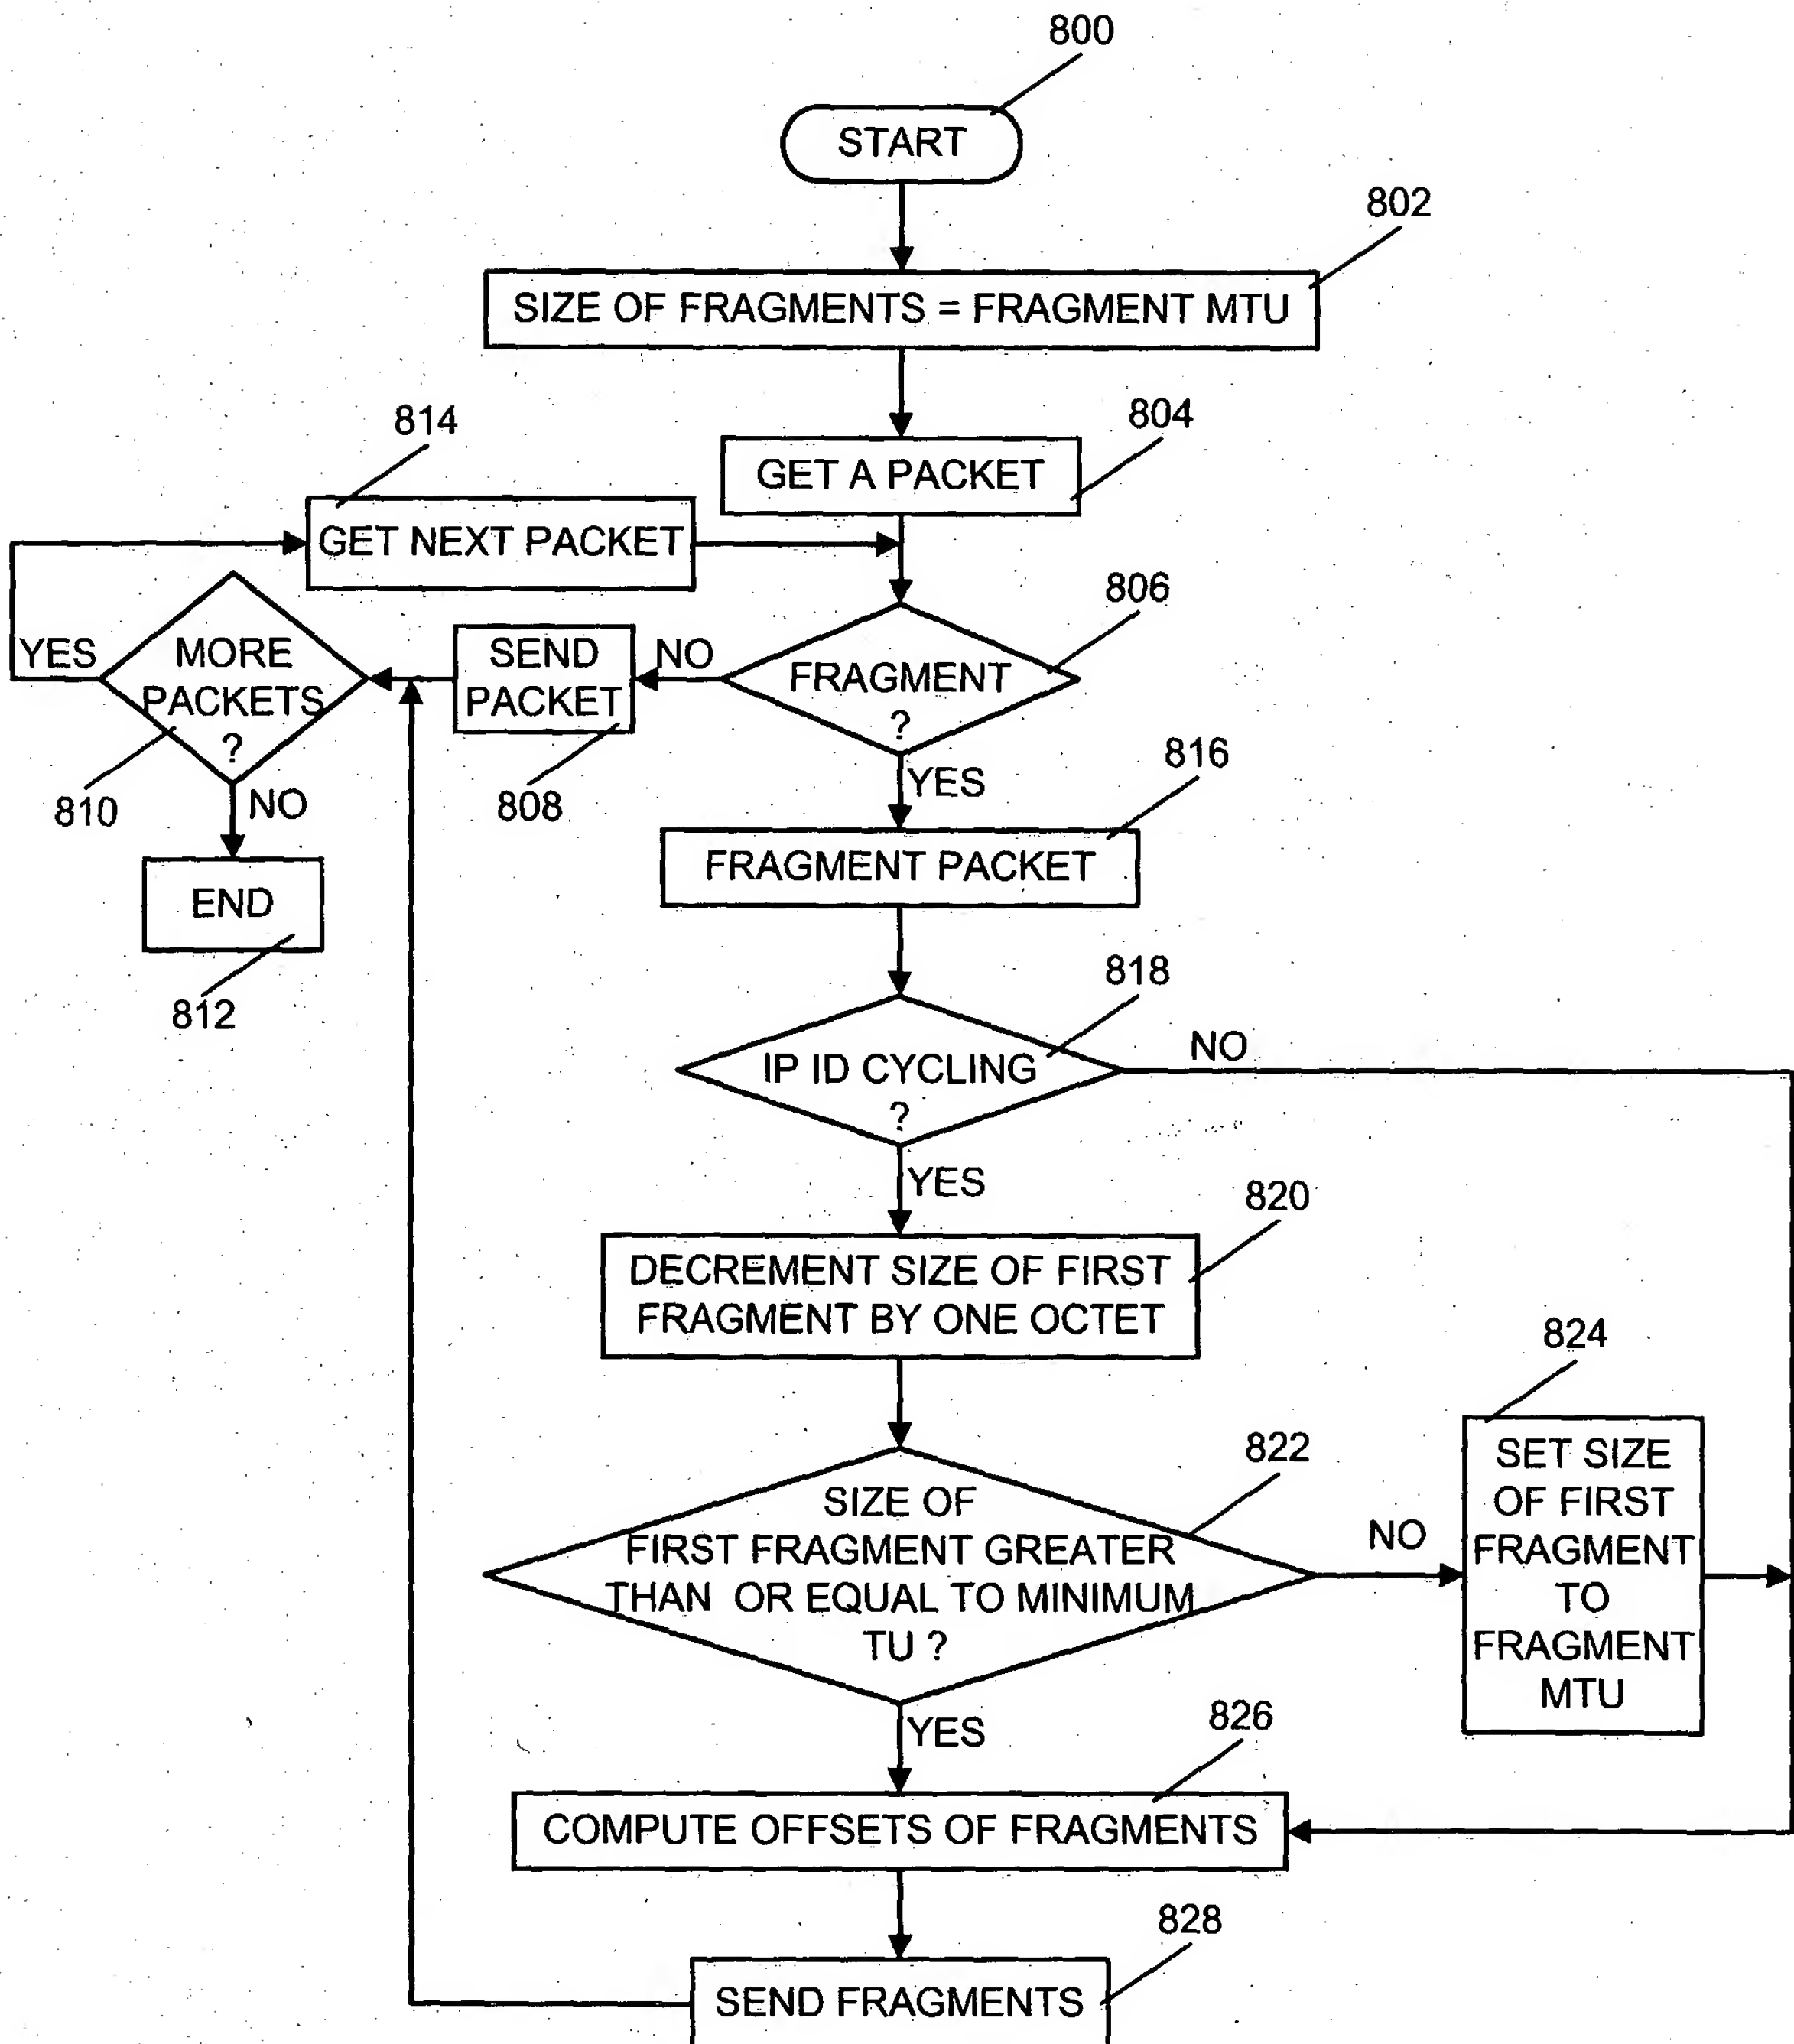 800
START
802
SIZE OF FRAGMENTS = FRAGMENT MTU
804
GET A PACKET
814
GET NEXT PACKET
806
FRAGMENT
?
NO
SEND
PACKET
808
YES
MORE
PACKETS
?
810
NO
END
812
YES
816
FRAGMENT PACKET
818
IP ID CYCLING
?
NO
YES
820
DECREMENT SIZE OF FIRST
FRAGMENT BY ONE OCTET
822
SIZE OF
FIRST FRAGMENT GREATER
THAN OR EQUAL TO MINIMUM
TU ?
NO
824
SET SIZE
OF FIRST
FRAGMENT
TO
FRAGMENT
MTU
YES
826
COMPUTE OFFSETS OF FRAGMENTS
828
SEND FRAGMENTS